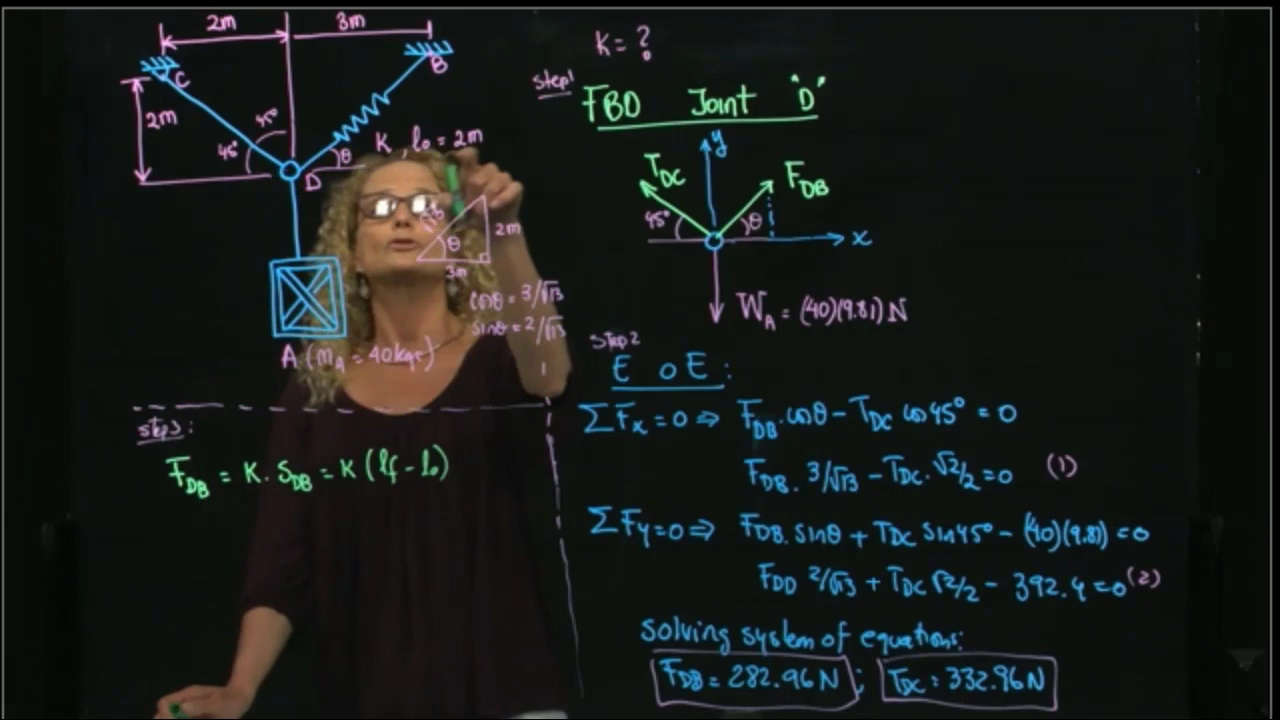 2m 3m
C B
2m 45° 45°
K, l₀ = 2m
θ
D
θ 2m
3m
cosθ = 3/√13
sinθ = 2/√13
A (mA = 40kgr)
step3:
FDB = K. SDB = K (lf - l₀)
K = ?
step1
FBD Joint "D"
y
TDC FDB
45° θ x
WA = (40)(9.81) N
step2
E o E :
ΣFx = 0 ⇒ FDB. cosθ - TDC cos45° = 0
FDB. 3/√13 - TDC. √2/2 = 0 (1)
ΣFy = 0 ⇒ FDB. sinθ + TDC sin45° - (40)(9.81) = 0
FDD 2/√13 + TDC √2/2 - 392.4 = 0 (2)
solving system of equations:
FDB = 282.96 N ; TDC = 332.96 N